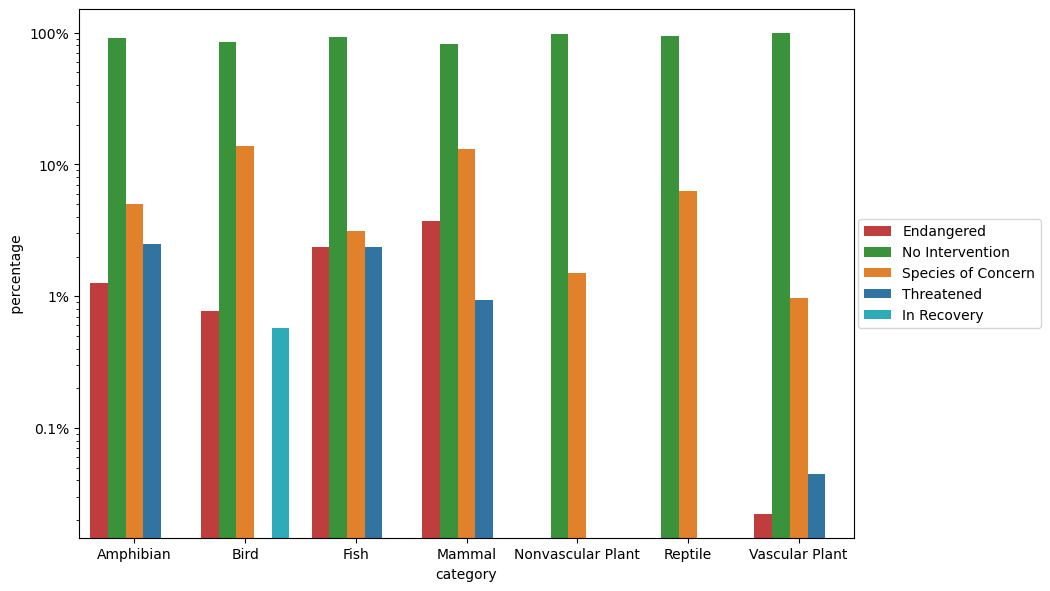 percentage
100%
10%
1%
0.1%
Amphibian
Bird
Fish
Mammal
Nonvascular Plant
Reptile
Vascular Plant
category
Endangered
No Intervention
Species of Concern
Threatened
In Recovery